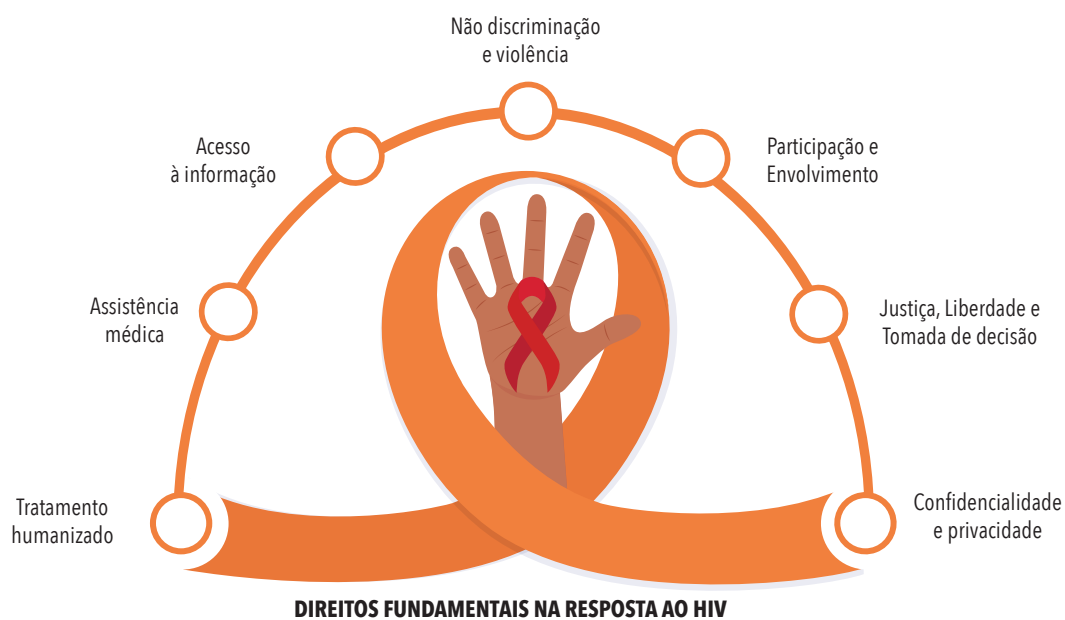 Não discriminação
e violência
Acesso
à informação
Participação e
Envolvimento
Assistência
médica
Justiça, Liberdade e
Tomada de decisão
Tratamento
humanizado
Confidencialidade
e privacidade
DIREITOS FUNDAMENTAIS NA RESPOSTA AO HIV